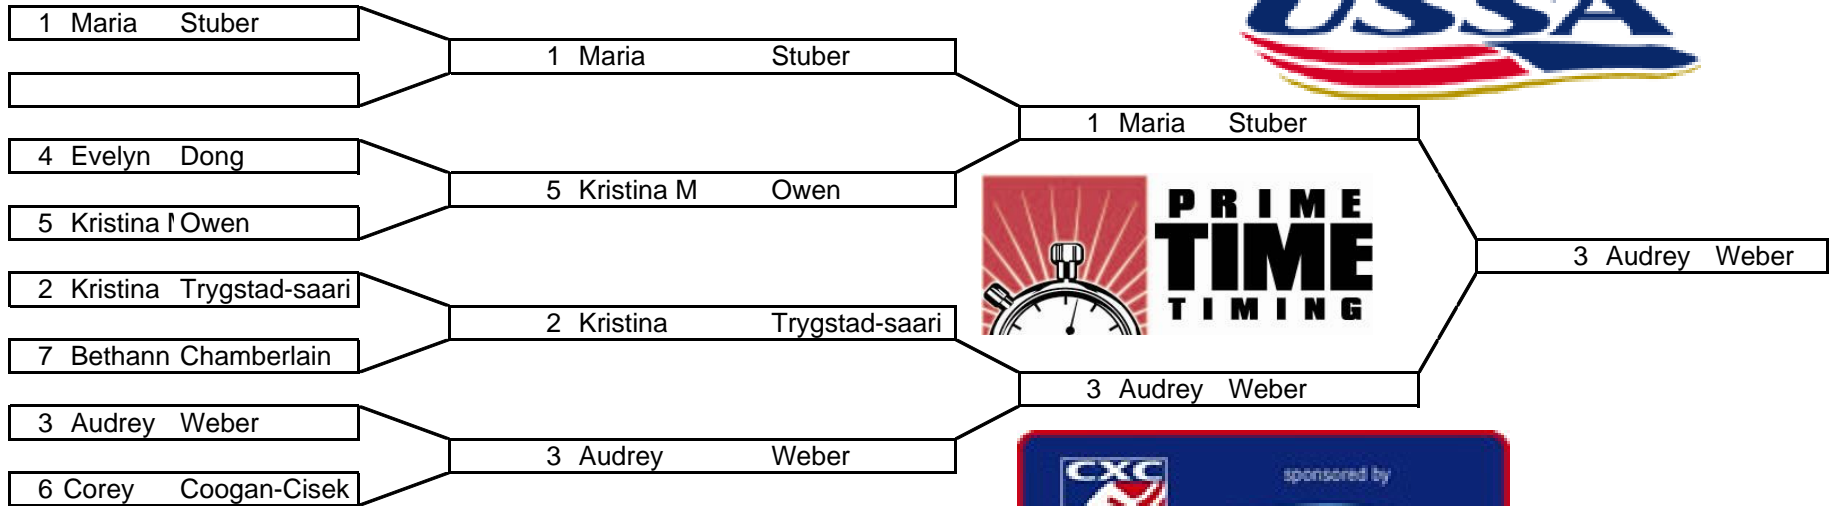 USSA
1 Maria Stuber
1 Maria Stuber
1 Maria Stuber
4 Evelyn Dong
5 Kristina M Owen
5 Kristina M Owen
PRIME
TIME
TIMING
3 Audrey Weber
2 Kristina Trygstad-saari
2 Kristina Trygstad-saari
7 Bethann Chamberlain
3 Audrey Weber
3 Audrey Weber
3 Audrey Weber
CXC
sponsored by
6 Corey Coogan-Cisek